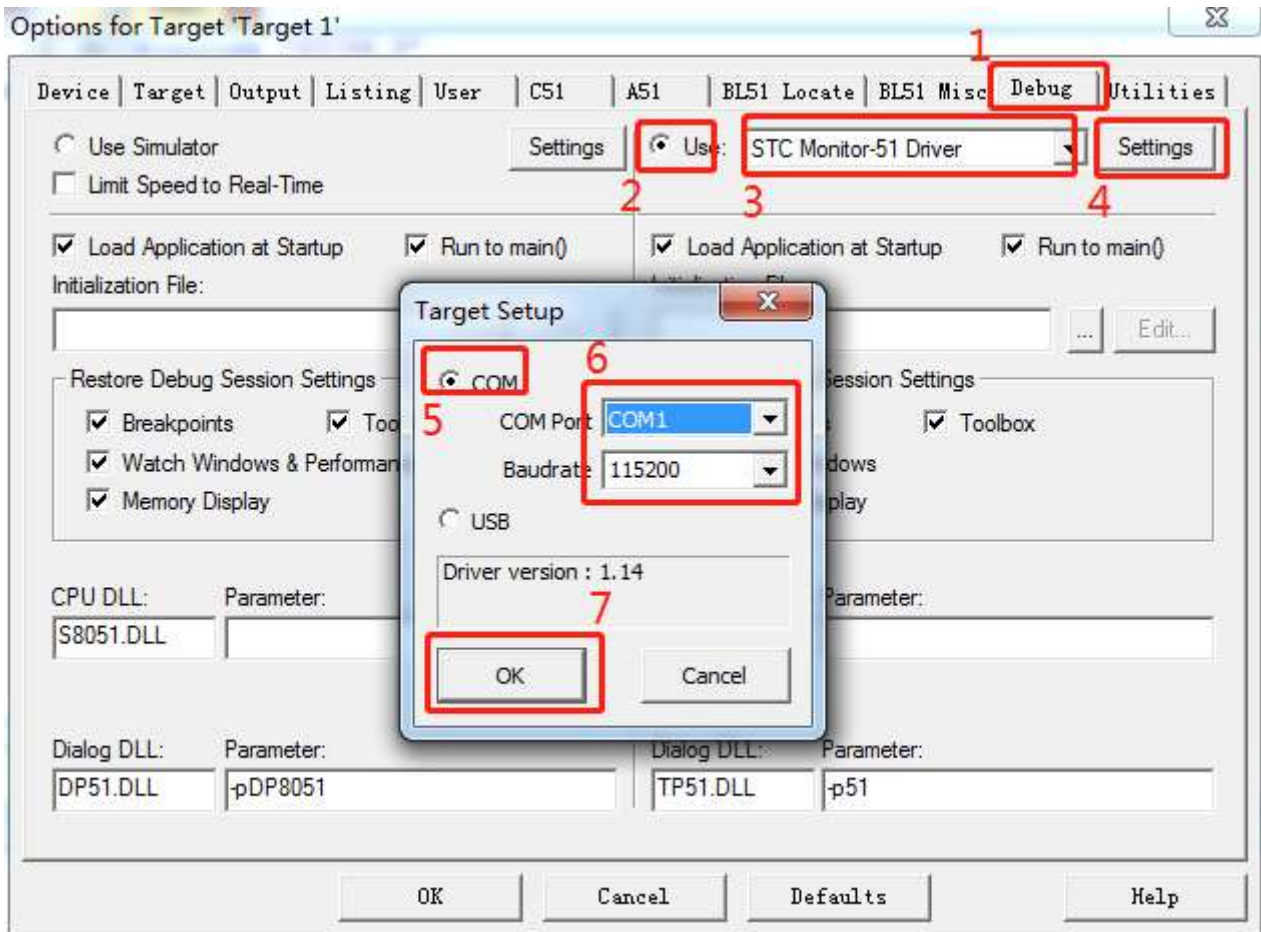 Options for Target 'Target 1'
1
Device Target Output Listing User C51 A51 BL51 Locate BL51 Misc Debug Utilities
Use Simulator Settings Use: STC Monitor-51 Driver Settings
Limit Speed to Real-Time
2 3 4
Load Application at Startup Run to main() Load Application at Startup Run to main()
Initialization File:
... Edit...
Target Setup
Restore Debug Session Settings Session Settings
5 COM 6
Breakpoints COM Port COM1 Toolbox
Watch Windows & Baudrate 115200
Memory Display
USB
Driver version : 1.14
CPU DLL: Parameter: Parameter:
S8051.DLL
7
OK Cancel
Dialog DLL: Parameter: Dialog DLL: Parameter:
DP51.DLL -pDP8051 TP51.DLL -p51
OK Cancel Defaults Help